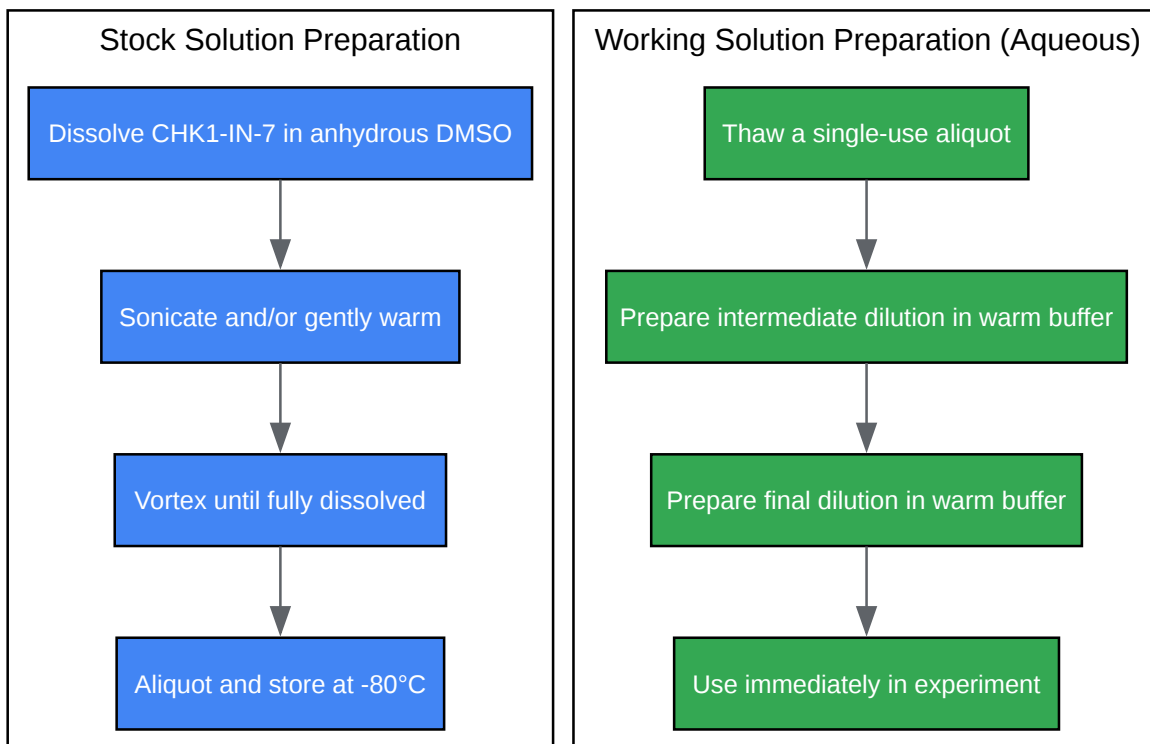 Stock Solution Preparation
Dissolve CHK1-IN-7 in anhydrous DMSO
Sonicate and/or gently warm
Vortex until fully dissolved
Aliquot and store at -80°C
Working Solution Preparation (Aqueous)
Thaw a single-use aliquot
Prepare intermediate dilution in warm buffer
Prepare final dilution in warm buffer
Use immediately in experiment